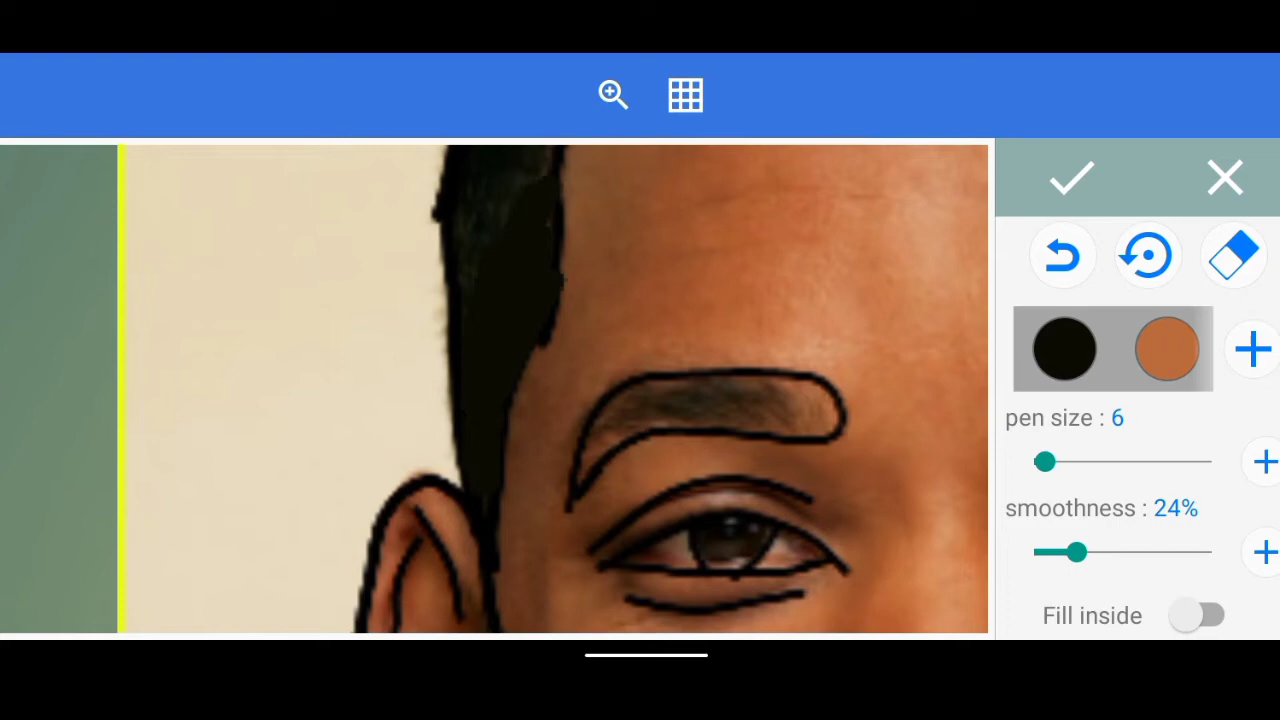 pen size : 6
smoothness : 24%
Fill inside